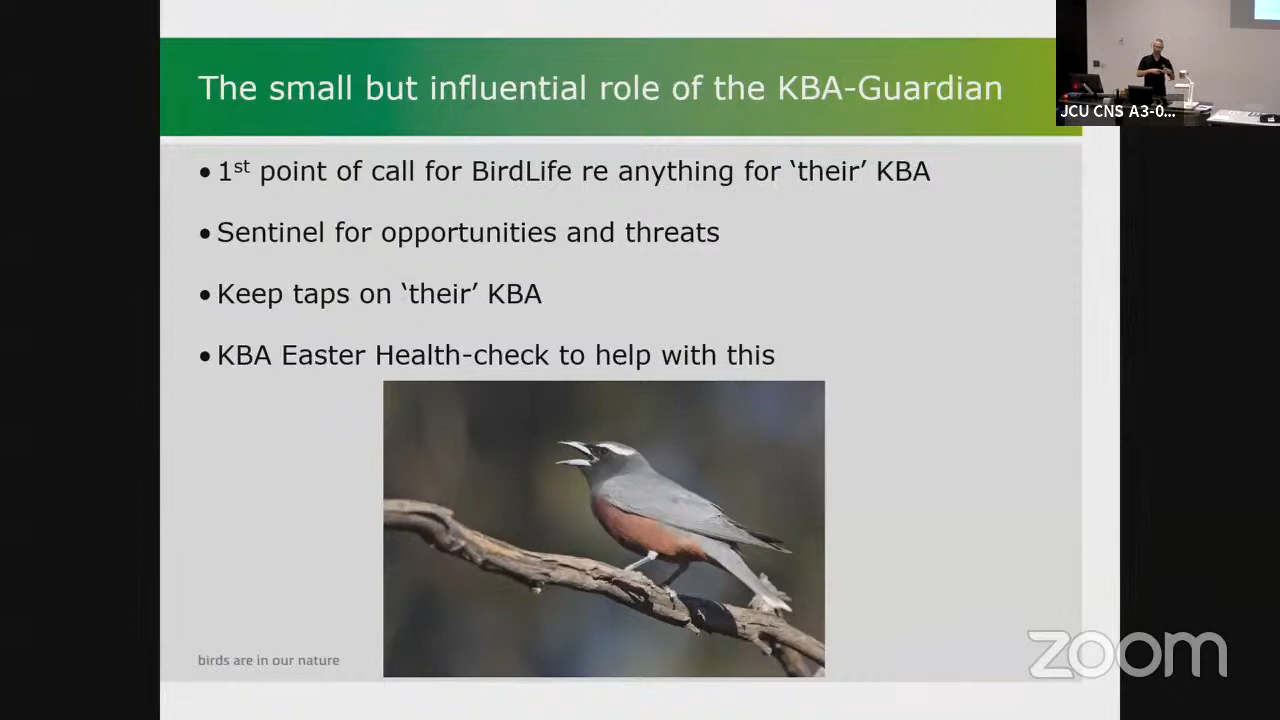 The small but influential role of the KBA-Guardian
JCU CNS A3-0...
• 1st point of call for BirdLife re anything for ‘their’ KBA
• Sentinel for opportunities and threats
• Keep taps on ‘their’ KBA
• KBA Easter Health-check to help with this
birds are in our nature
zoom